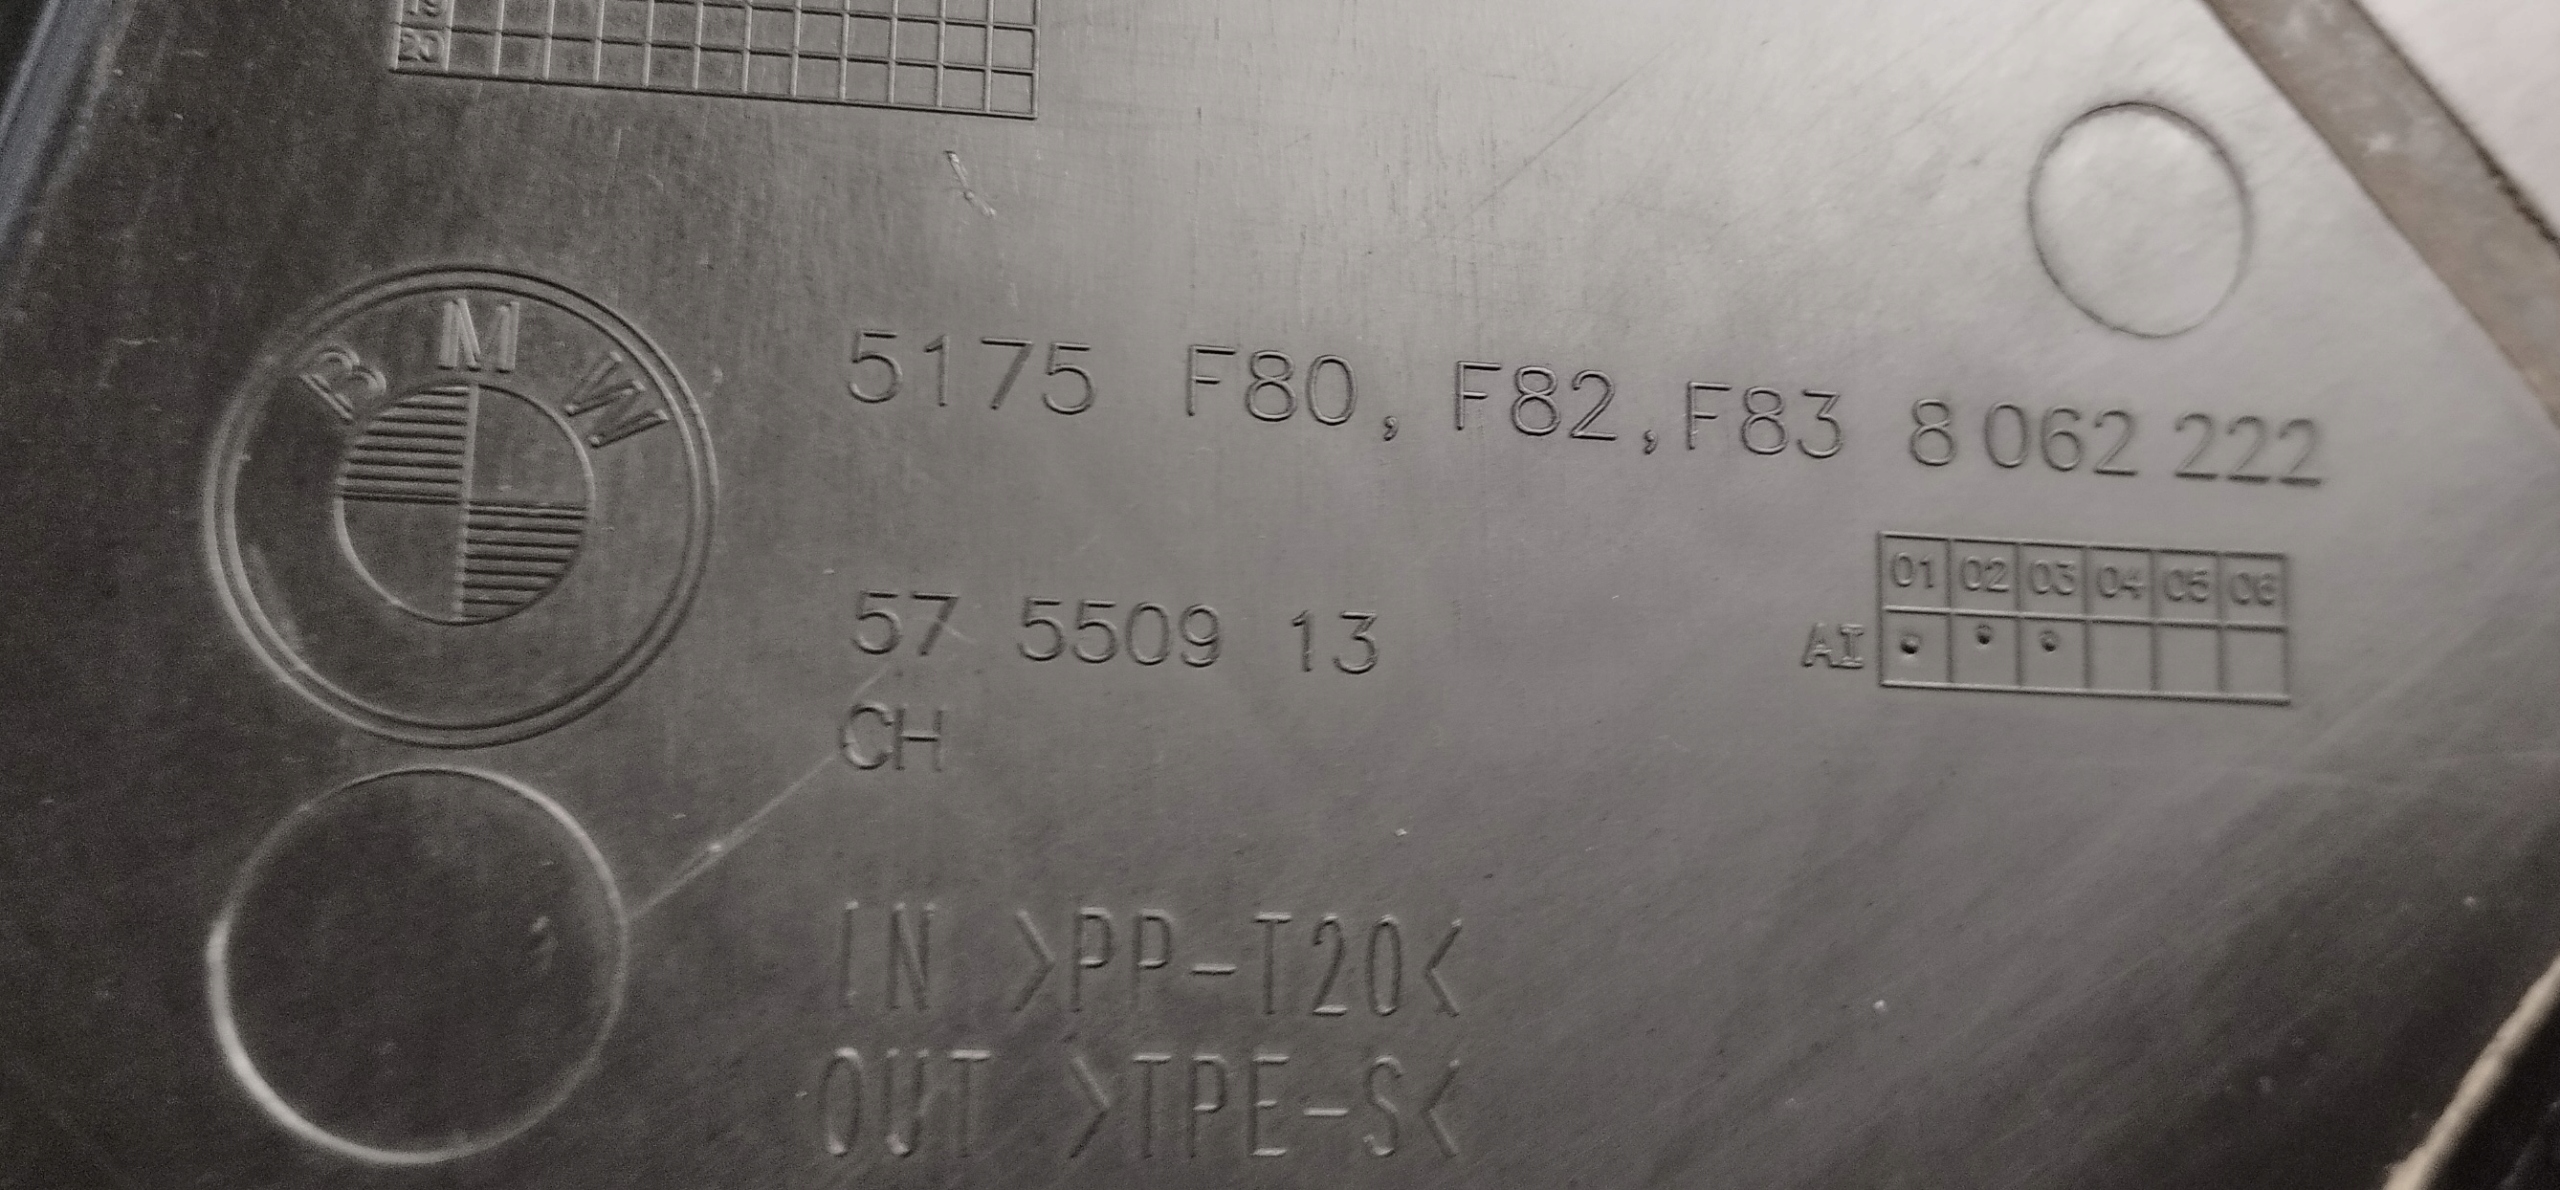 20
BMW
5175 F80, F82, F83 8 062 222
01 02 03 04 05 06
57 5509 13
AI
CH
IN >PP-T20<
OUT >TPE-S<